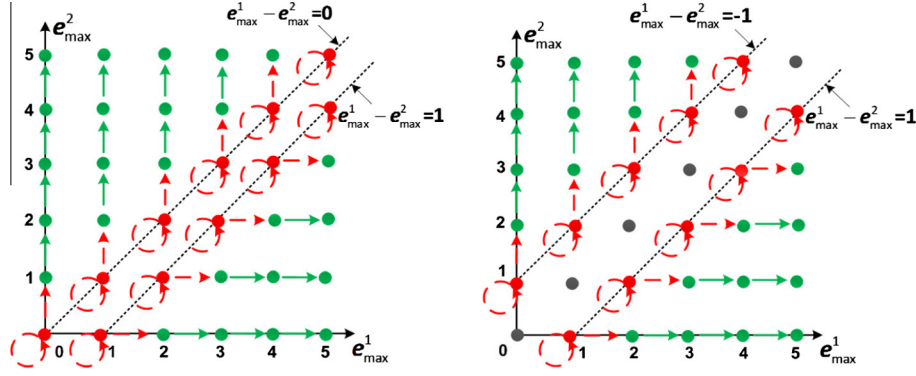 e¹max − e²max=0
e²max
5
4
3
2
1
0 1 2 3 4 5
e¹max
e¹max − e²max=1
e¹max − e²max=-1
e²max
5
4
3
2
1
0 1 2 3 4 5
e¹max
e¹max − e²max=1